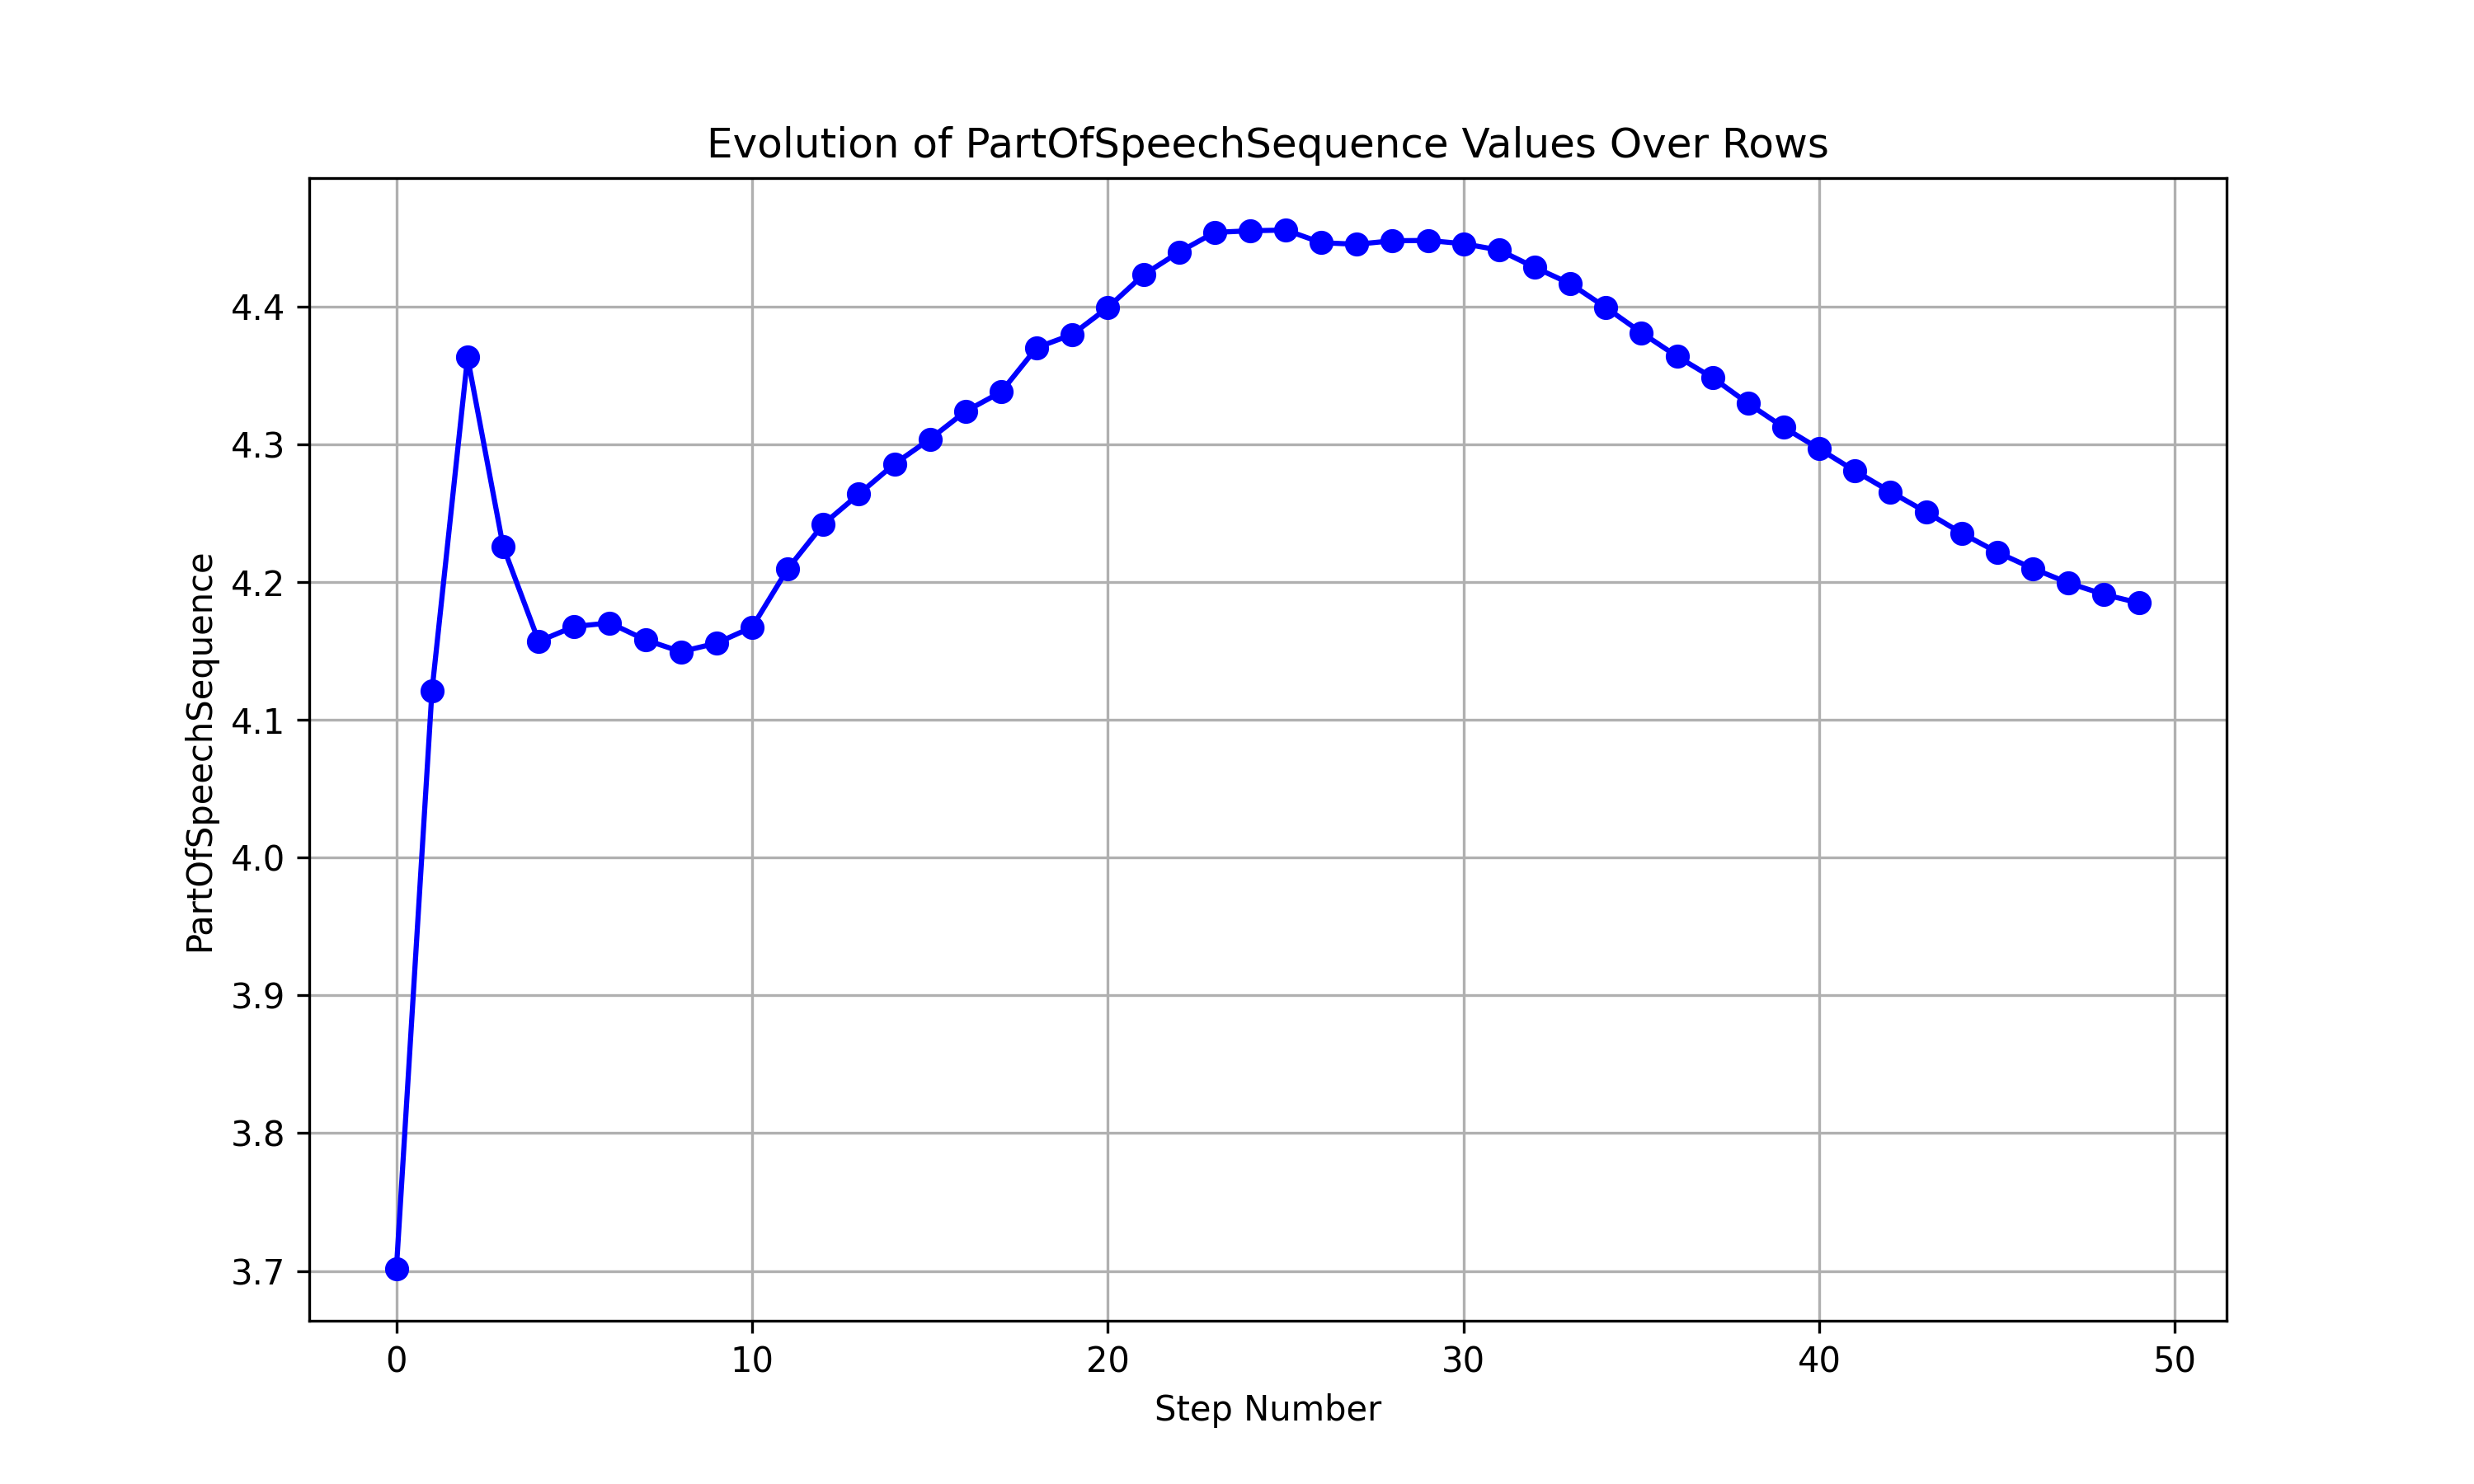 Evolution of PartOfSpeechSequence Values Over Rows
PartOfSpeechSequence
4.4
4.3
4.2
4.1
4.0
3.9
3.8
3.7
0 10 20 30 40 50
Step Number